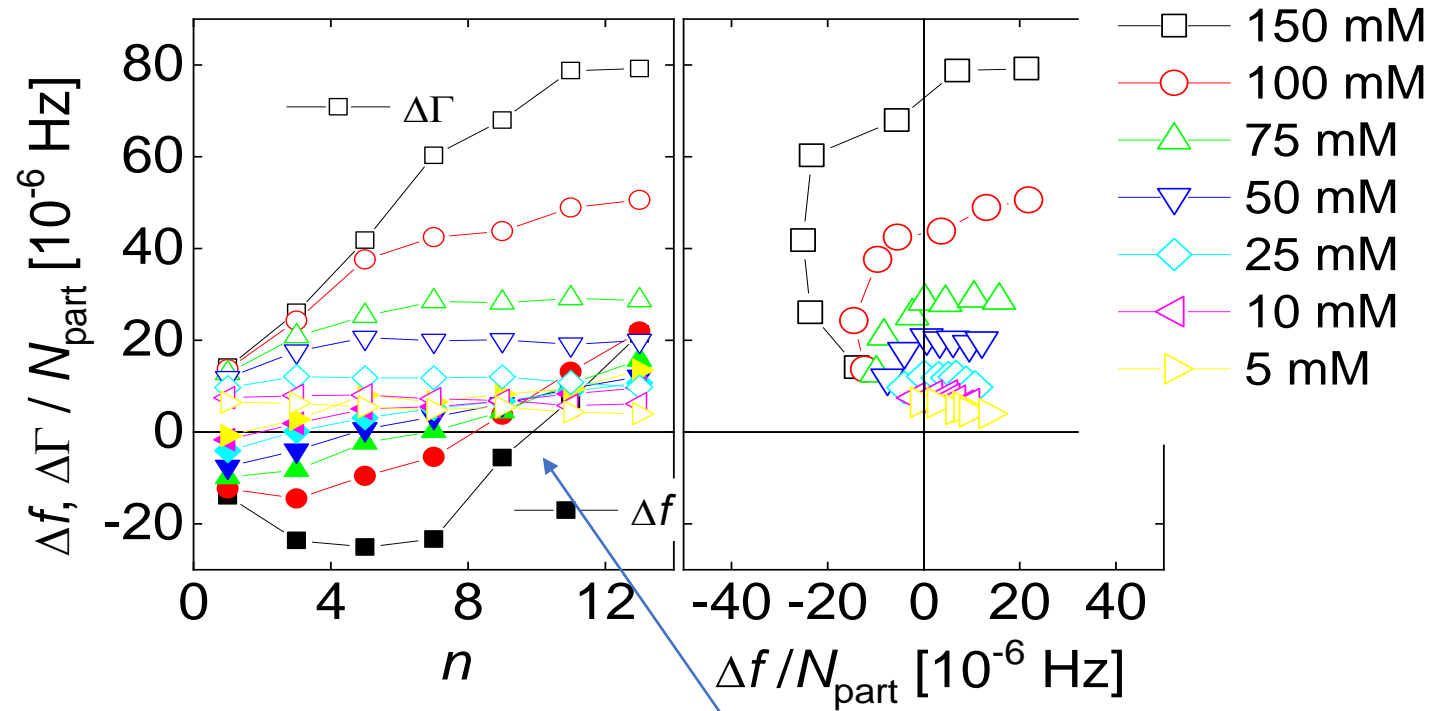 Δf, ΔΓ / N_part [10^-6 Hz]
80
60
40
20
0
-20
ΔΓ
Δf
0 4 8 12
n
-40 -20 0 20 40
Δf /N_part [10^-6 Hz]
150 mM
100 mM
75 mM
50 mM
25 mM
10 mM
5 mM